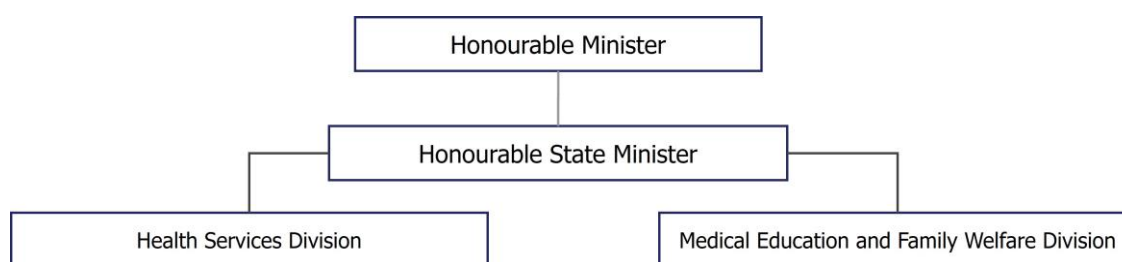 Honourable Minister
Honourable State Minister
Health Services Division
Medical Education and Family Welfare Division